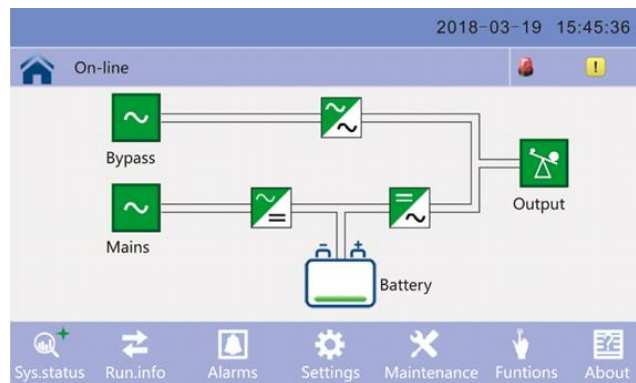 2018-03-19 15:45:36
On-line
!
Bypass
Output
Mains
Battery
Sys.status Run.info Alarms Settings Maintenance Funtions About